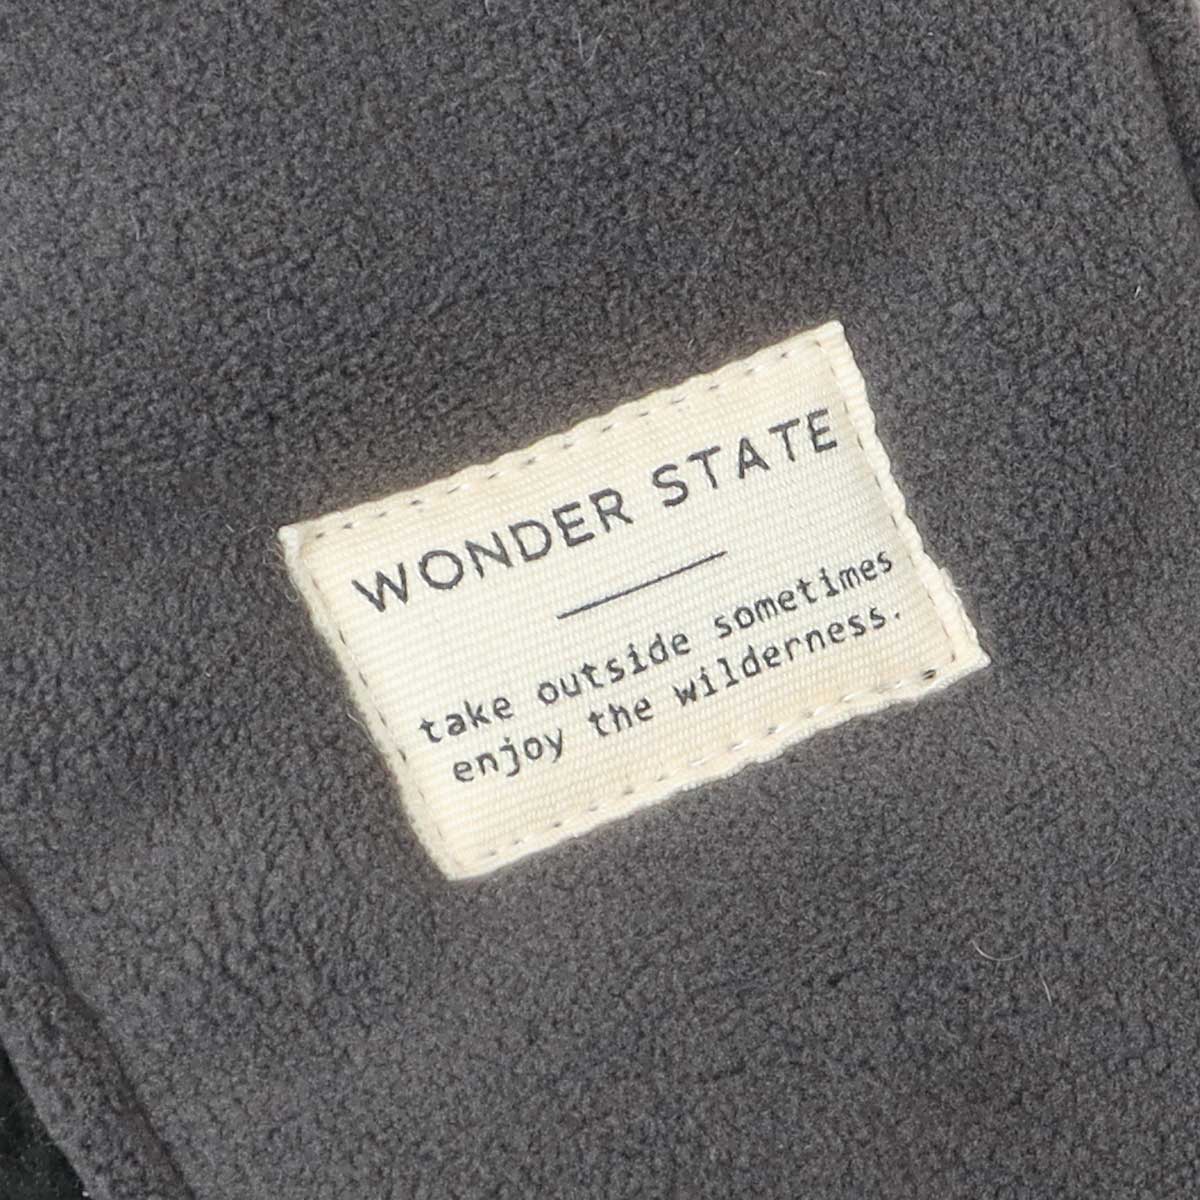 WONDER STATE
take outside sometimes
enjoy the wilderness.